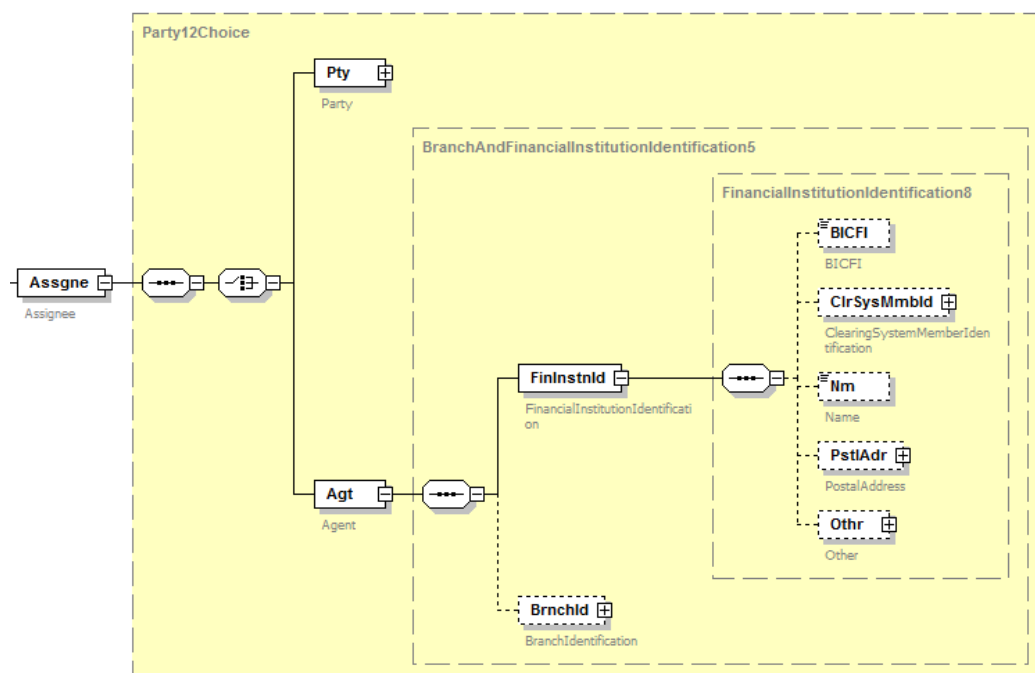 Party12Choice
Pty
Party
BranchAndFinancialInstitutionIdentification5
FinancialInstitutionIdentification8
BICFI
BICFI
Assgne
Assignee
ClrSysMmbId
ClearingSystemMemberIden
tification
FinInstnId
FinancialInstitutionIdentificati
on
Nm
Name
PstlAdr
PostalAddress
Agt
Agent
Othr
Other
BrnchId
BranchIdentification